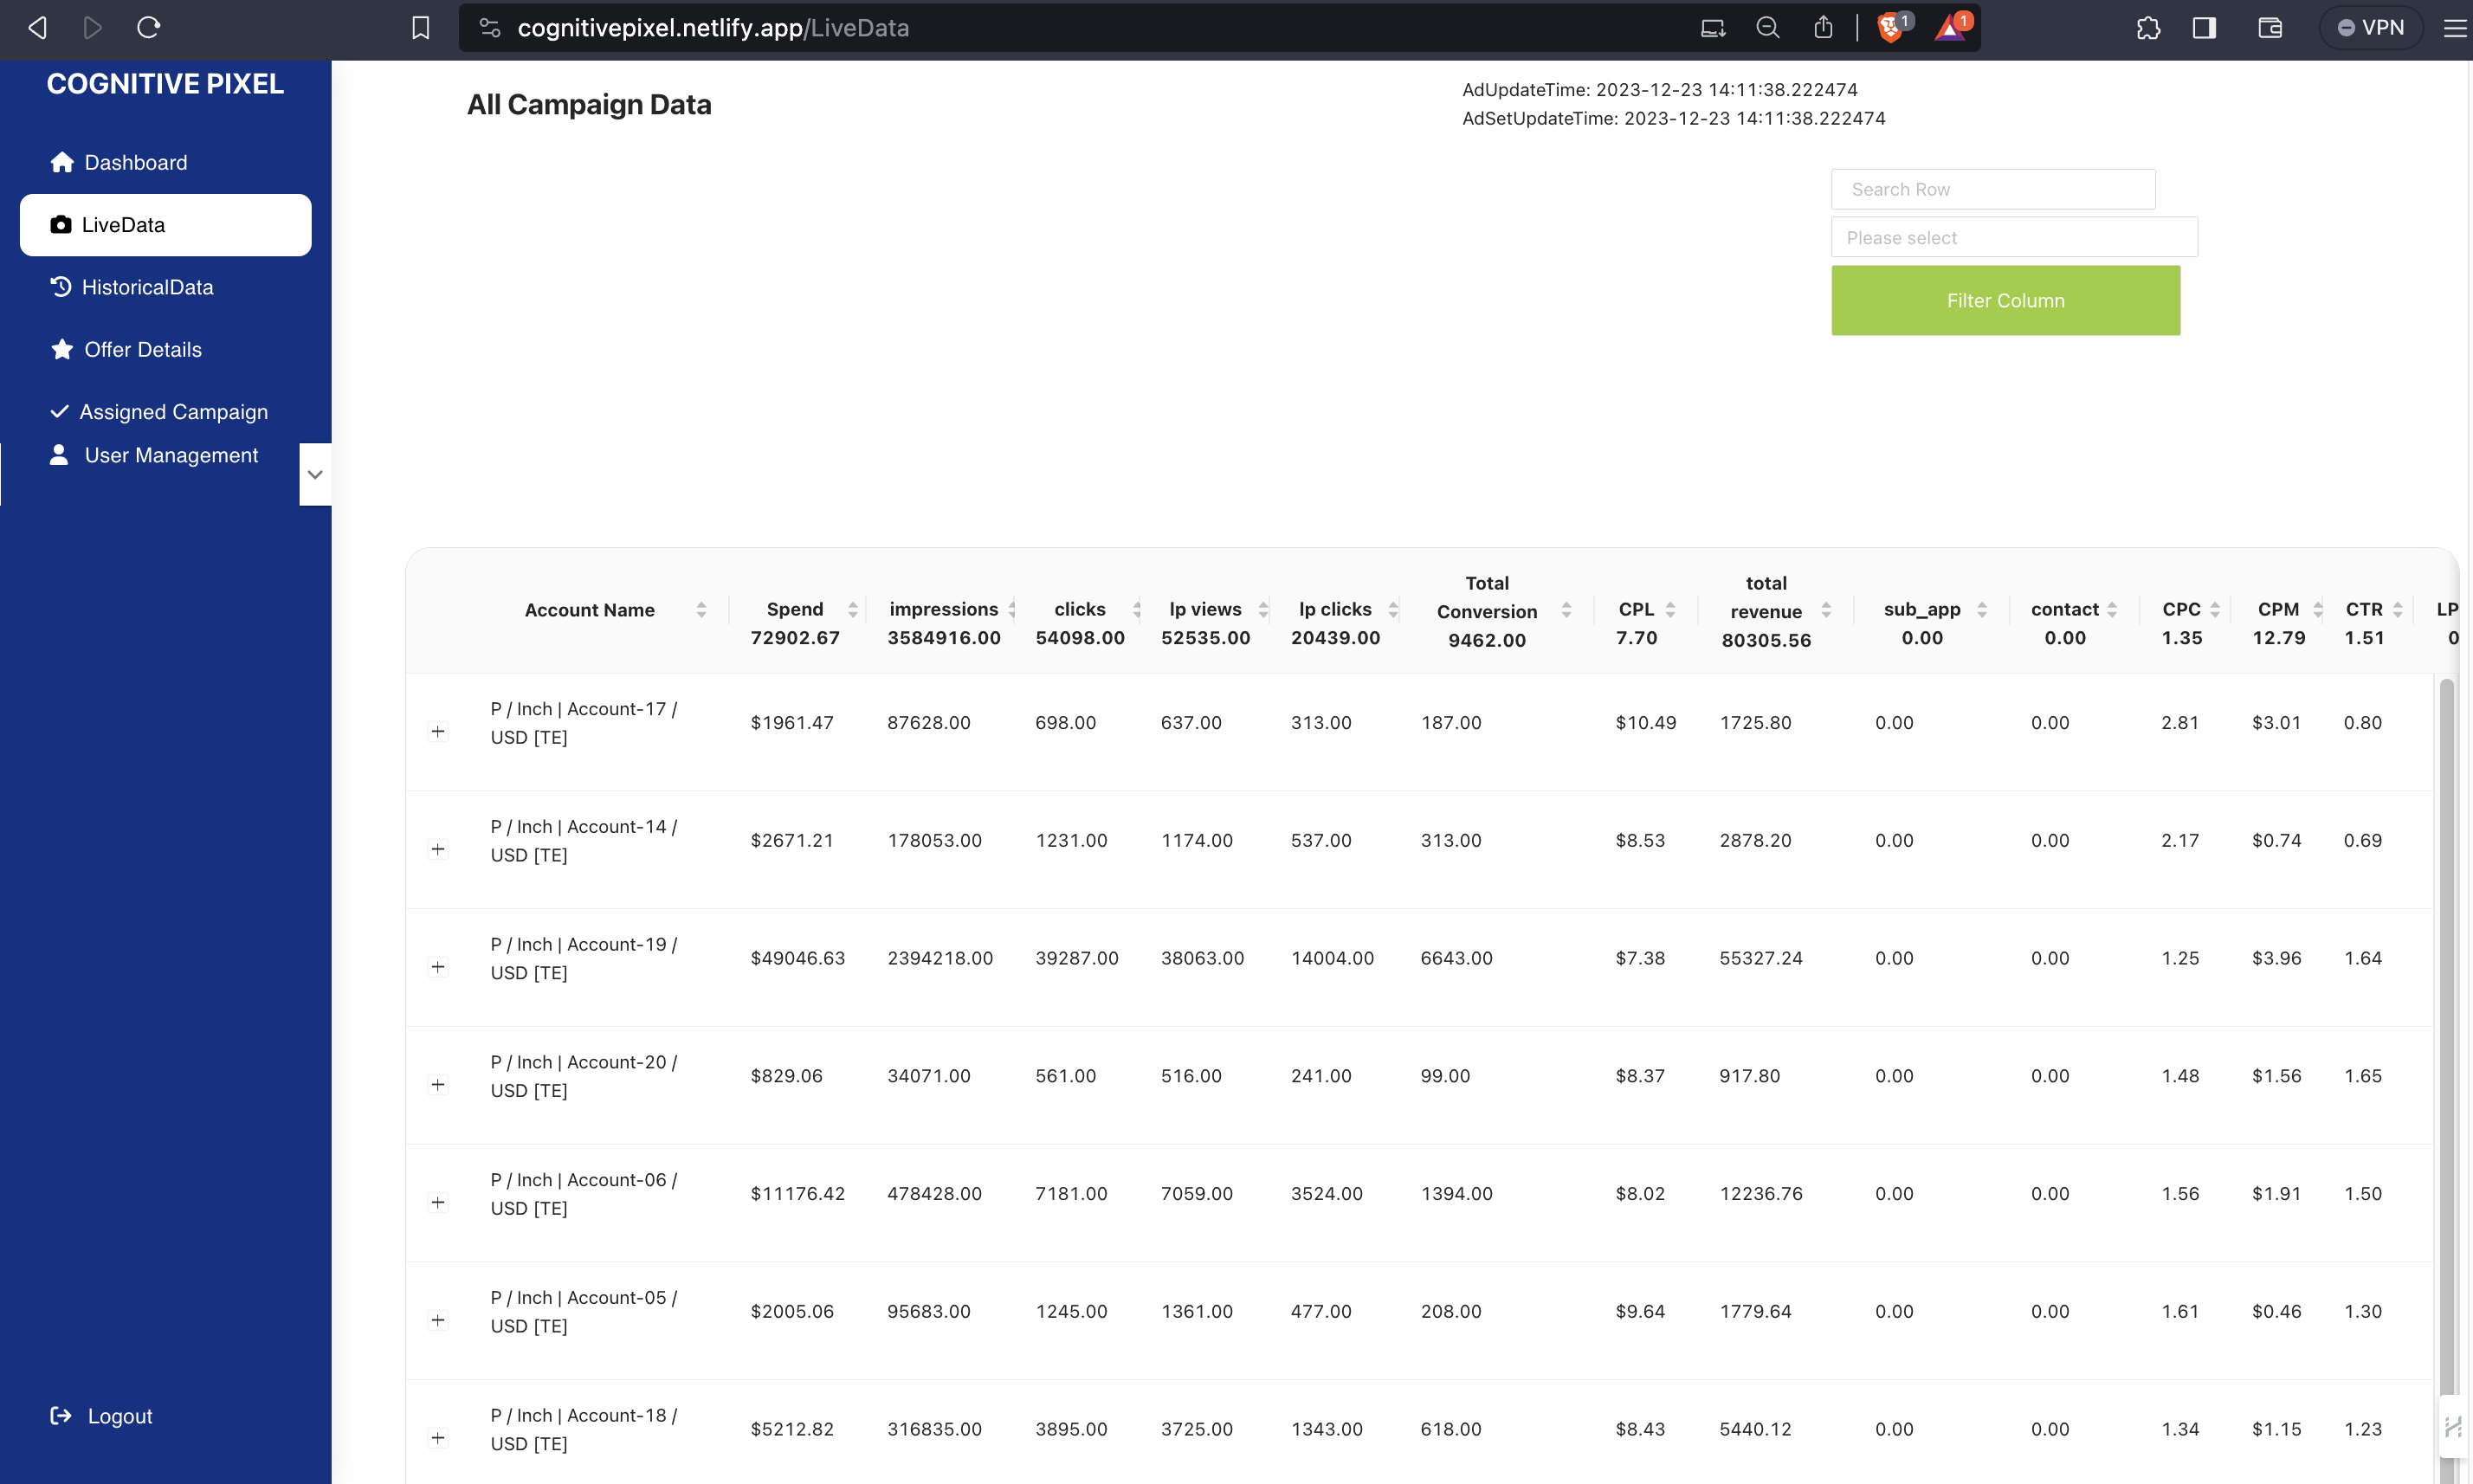 cognitivepixel.netlify.app/LiveData
1
1
VPN
COGNITIVE PIXEL
Dashboard
LiveData
HistoricalData
Offer Details
Assigned Campaign
User Management
Logout
All Campaign Data
AdUpdateTime: 2023-12-23 14:11:38.222474
AdSetUpdateTime: 2023-12-23 14:11:38.222474
Search Row
Please select
Filter Column
Account Name
Spend
72902.67
impressions
3584916.00
clicks
54098.00
lp views
52535.00
lp clicks
20439.00
Total
Conversion
9462.00
CPL
7.70
total
revenue
80305.56
sub_app
0.00
contact
0.00
CPC
1.35
CPM
12.79
CTR
1.51
LP
0
P / Inch | Account-17 /
USD [TE]
$1961.47 87628.00 698.00 637.00 313.00 187.00 $10.49 1725.80 0.00 0.00 2.81 $3.01 0.80
P / Inch | Account-14 /
USD [TE]
$2671.21 178053.00 1231.00 1174.00 537.00 313.00 $8.53 2878.20 0.00 0.00 2.17 $0.74 0.69
P / Inch | Account-19 /
USD [TE]
$49046.63 2394218.00 39287.00 38063.00 14004.00 6643.00 $7.38 55327.24 0.00 0.00 1.25 $3.96 1.64
P / Inch | Account-20 /
USD [TE]
$829.06 34071.00 561.00 516.00 241.00 99.00 $8.37 917.80 0.00 0.00 1.48 $1.56 1.65
P / Inch | Account-06 /
USD [TE]
$11176.42 478428.00 7181.00 7059.00 3524.00 1394.00 $8.02 12236.76 0.00 0.00 1.56 $1.91 1.50
P / Inch | Account-05 /
USD [TE]
$2005.06 95683.00 1245.00 1361.00 477.00 208.00 $9.64 1779.64 0.00 0.00 1.61 $0.46 1.30
P / Inch | Account-18 /
USD [TE]
$5212.82 316835.00 3895.00 3725.00 1343.00 618.00 $8.43 5440.12 0.00 0.00 1.34 $1.15 1.23